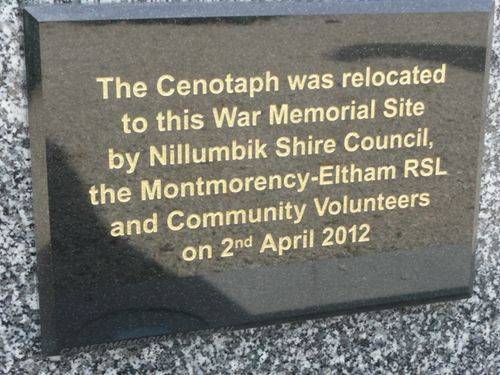 The Cenotaph was relocated
to this War Memorial Site
by Nillumbik Shire Council,
the Montmorency-Eltham RSL
and Community Volunteers
on 2nd April 2012